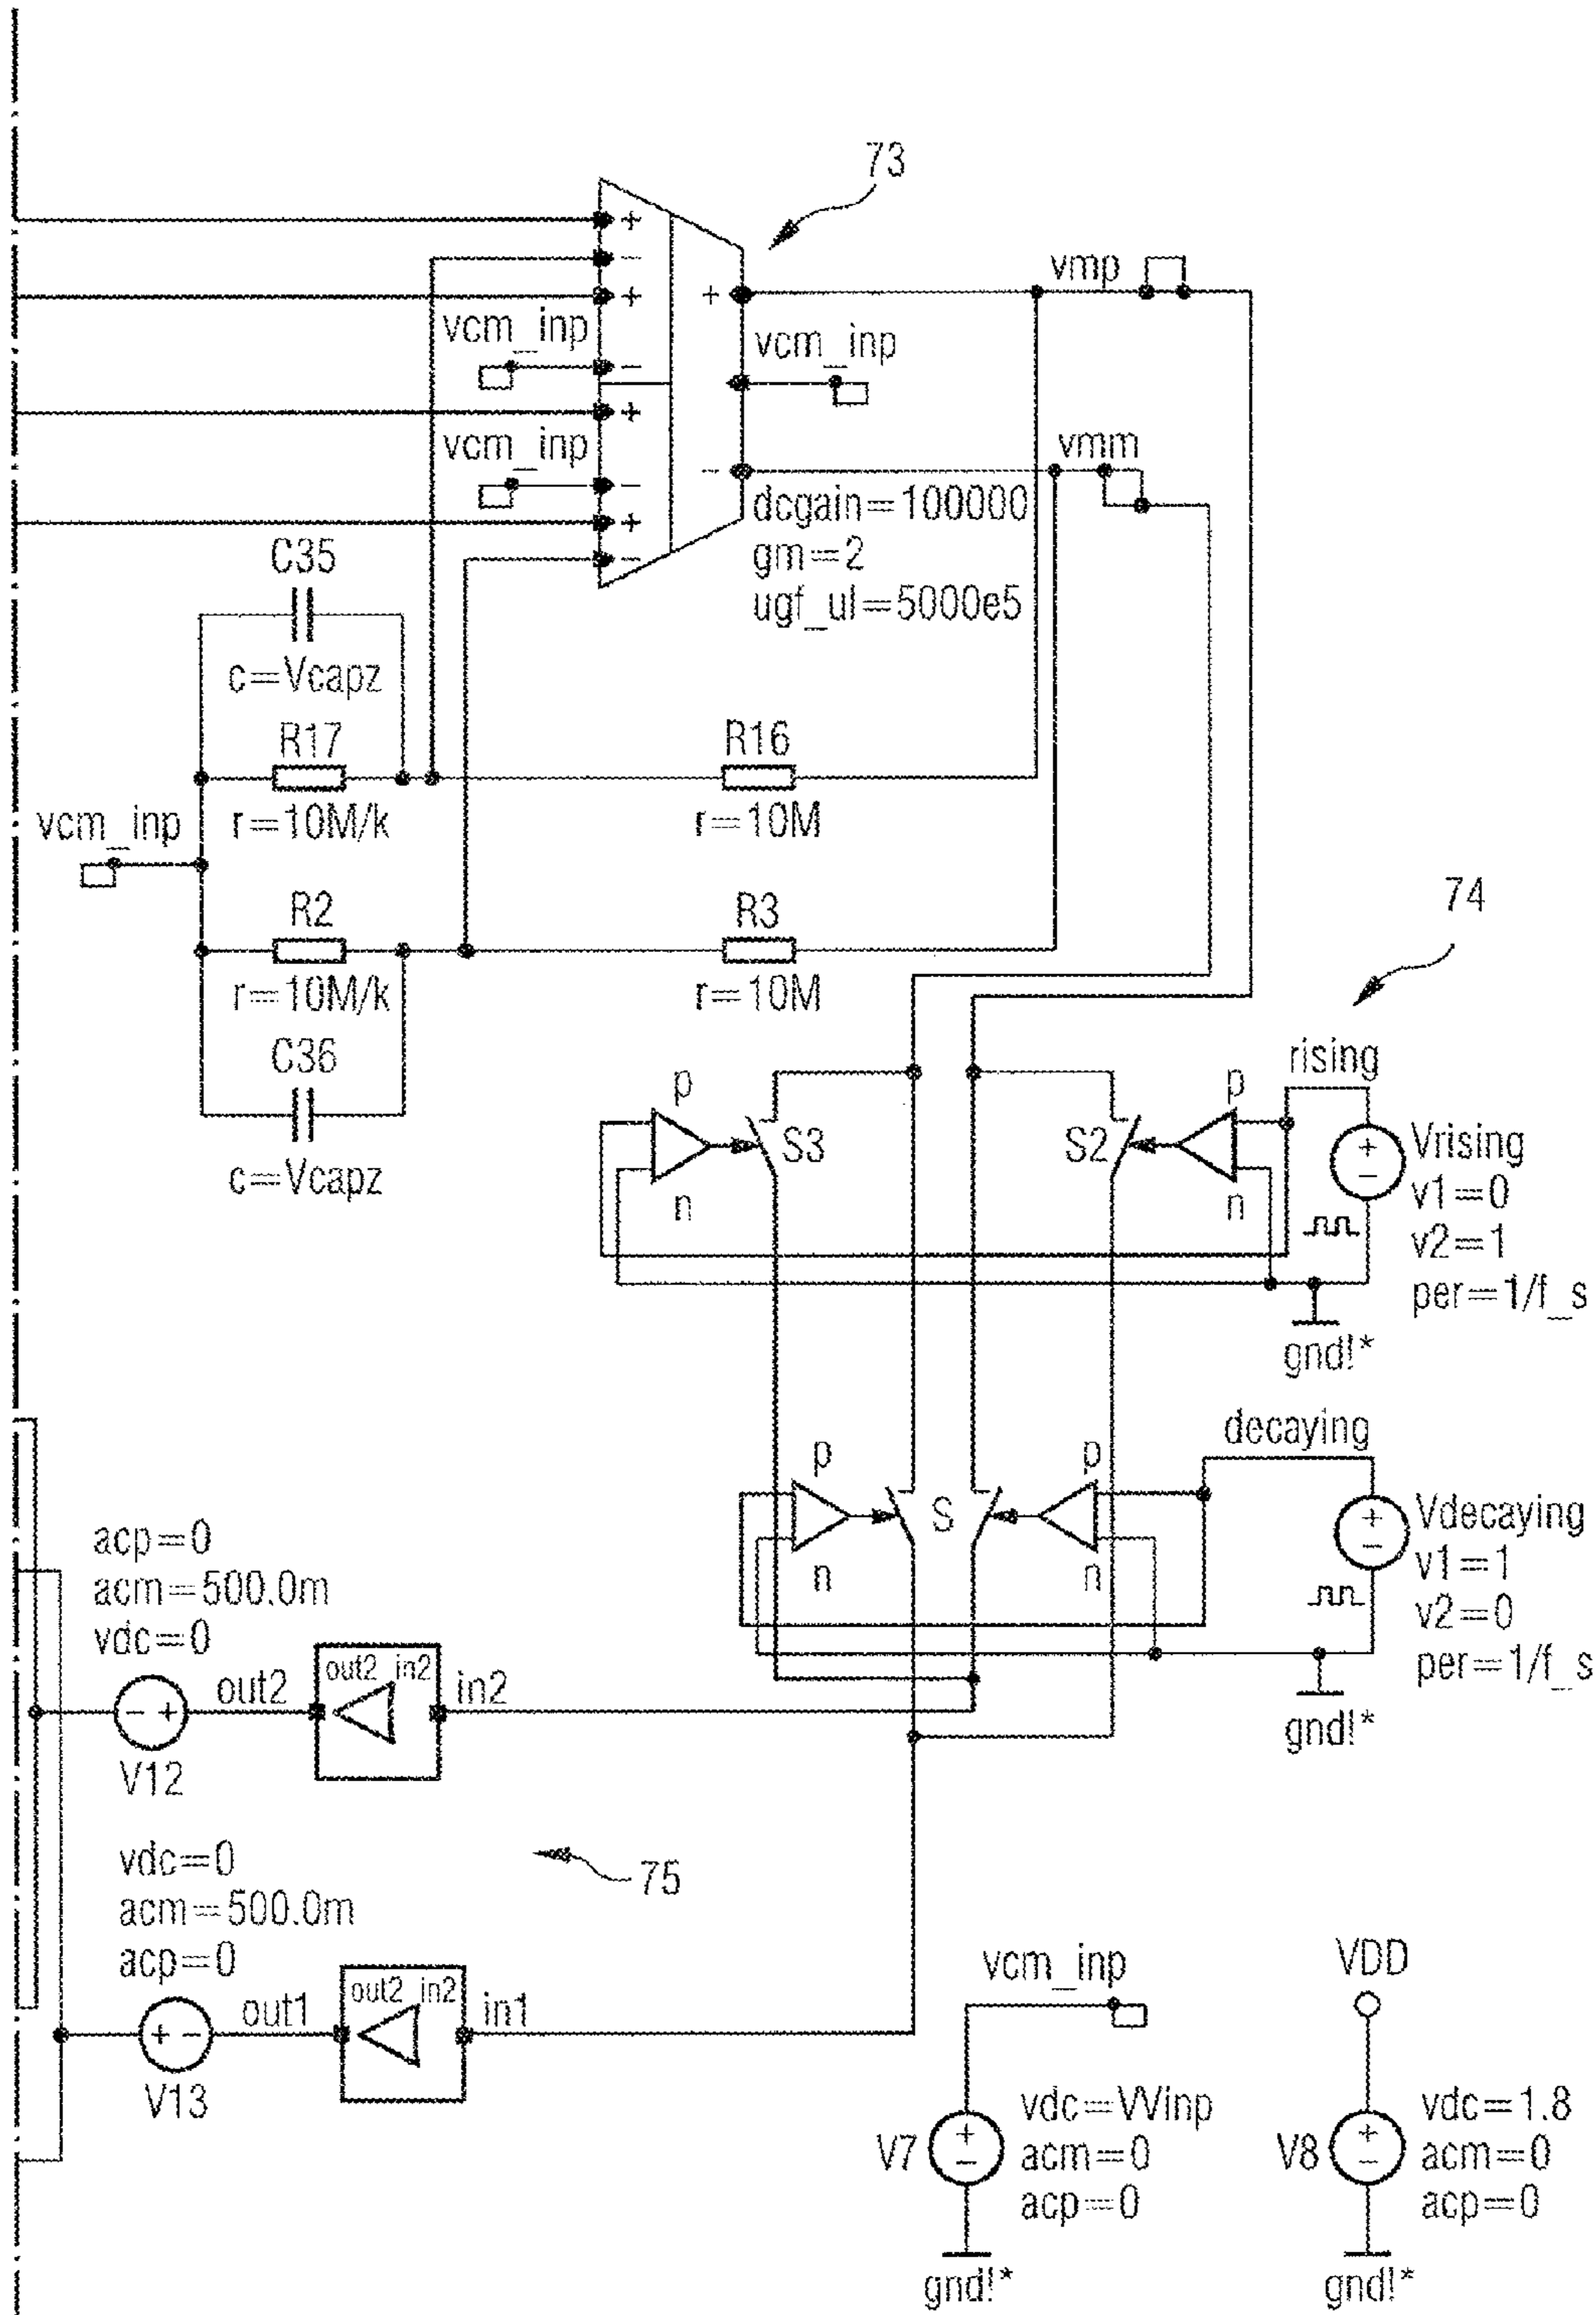 73
+
−
+
+
vmp
vcm_inp
vcm_inp
−
+
vcm_inp
vmm
−
−
+
−
dcgain=100000
gm=2
ugf_ul=5000e5
C35
c=Vcapz
R17
R16
vcm_inp
r=10M/k
r=10M
R2
R3
74
r=10M/k
r=10M
C36
rising
p
p
S3
S2
+
−
Vrising
v1=0
v2=1
per=1/f_s
c=Vcapz
n
n
gnd!*
decaying
p
p
S
+
−
Vdecaying
v1=1
v2=0
per=1/f_s
n
n
acp=0
acm=500.0m
vdc=0
out2
out2 in2
in2
− +
V12
gnd!*
vdc=0
acm=500.0m
acp=0
75
out1
out2 in2
in1
+ −
V13
vcm_inp
VDD
V7
+
−
vdc=VVinp
acm=0
acp=0
V8
+
−
vdc=1.8
acm=0
acp=0
gnd!*
gnd!*